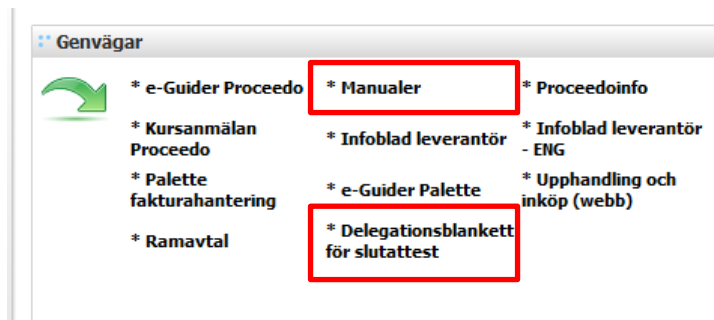 Genvägar
* e-Guider Proceedo
* Manualer
* Proceedoinfo
* Kursanmälan
Proceedo
* Infoblad leverantör
* Infoblad leverantör
- ENG
* Palette
fakturahantering
* e-Guider Palette
* Upphandling och
inköp (webb)
* Ramavtal
* Delegationsblankett
för slutattest